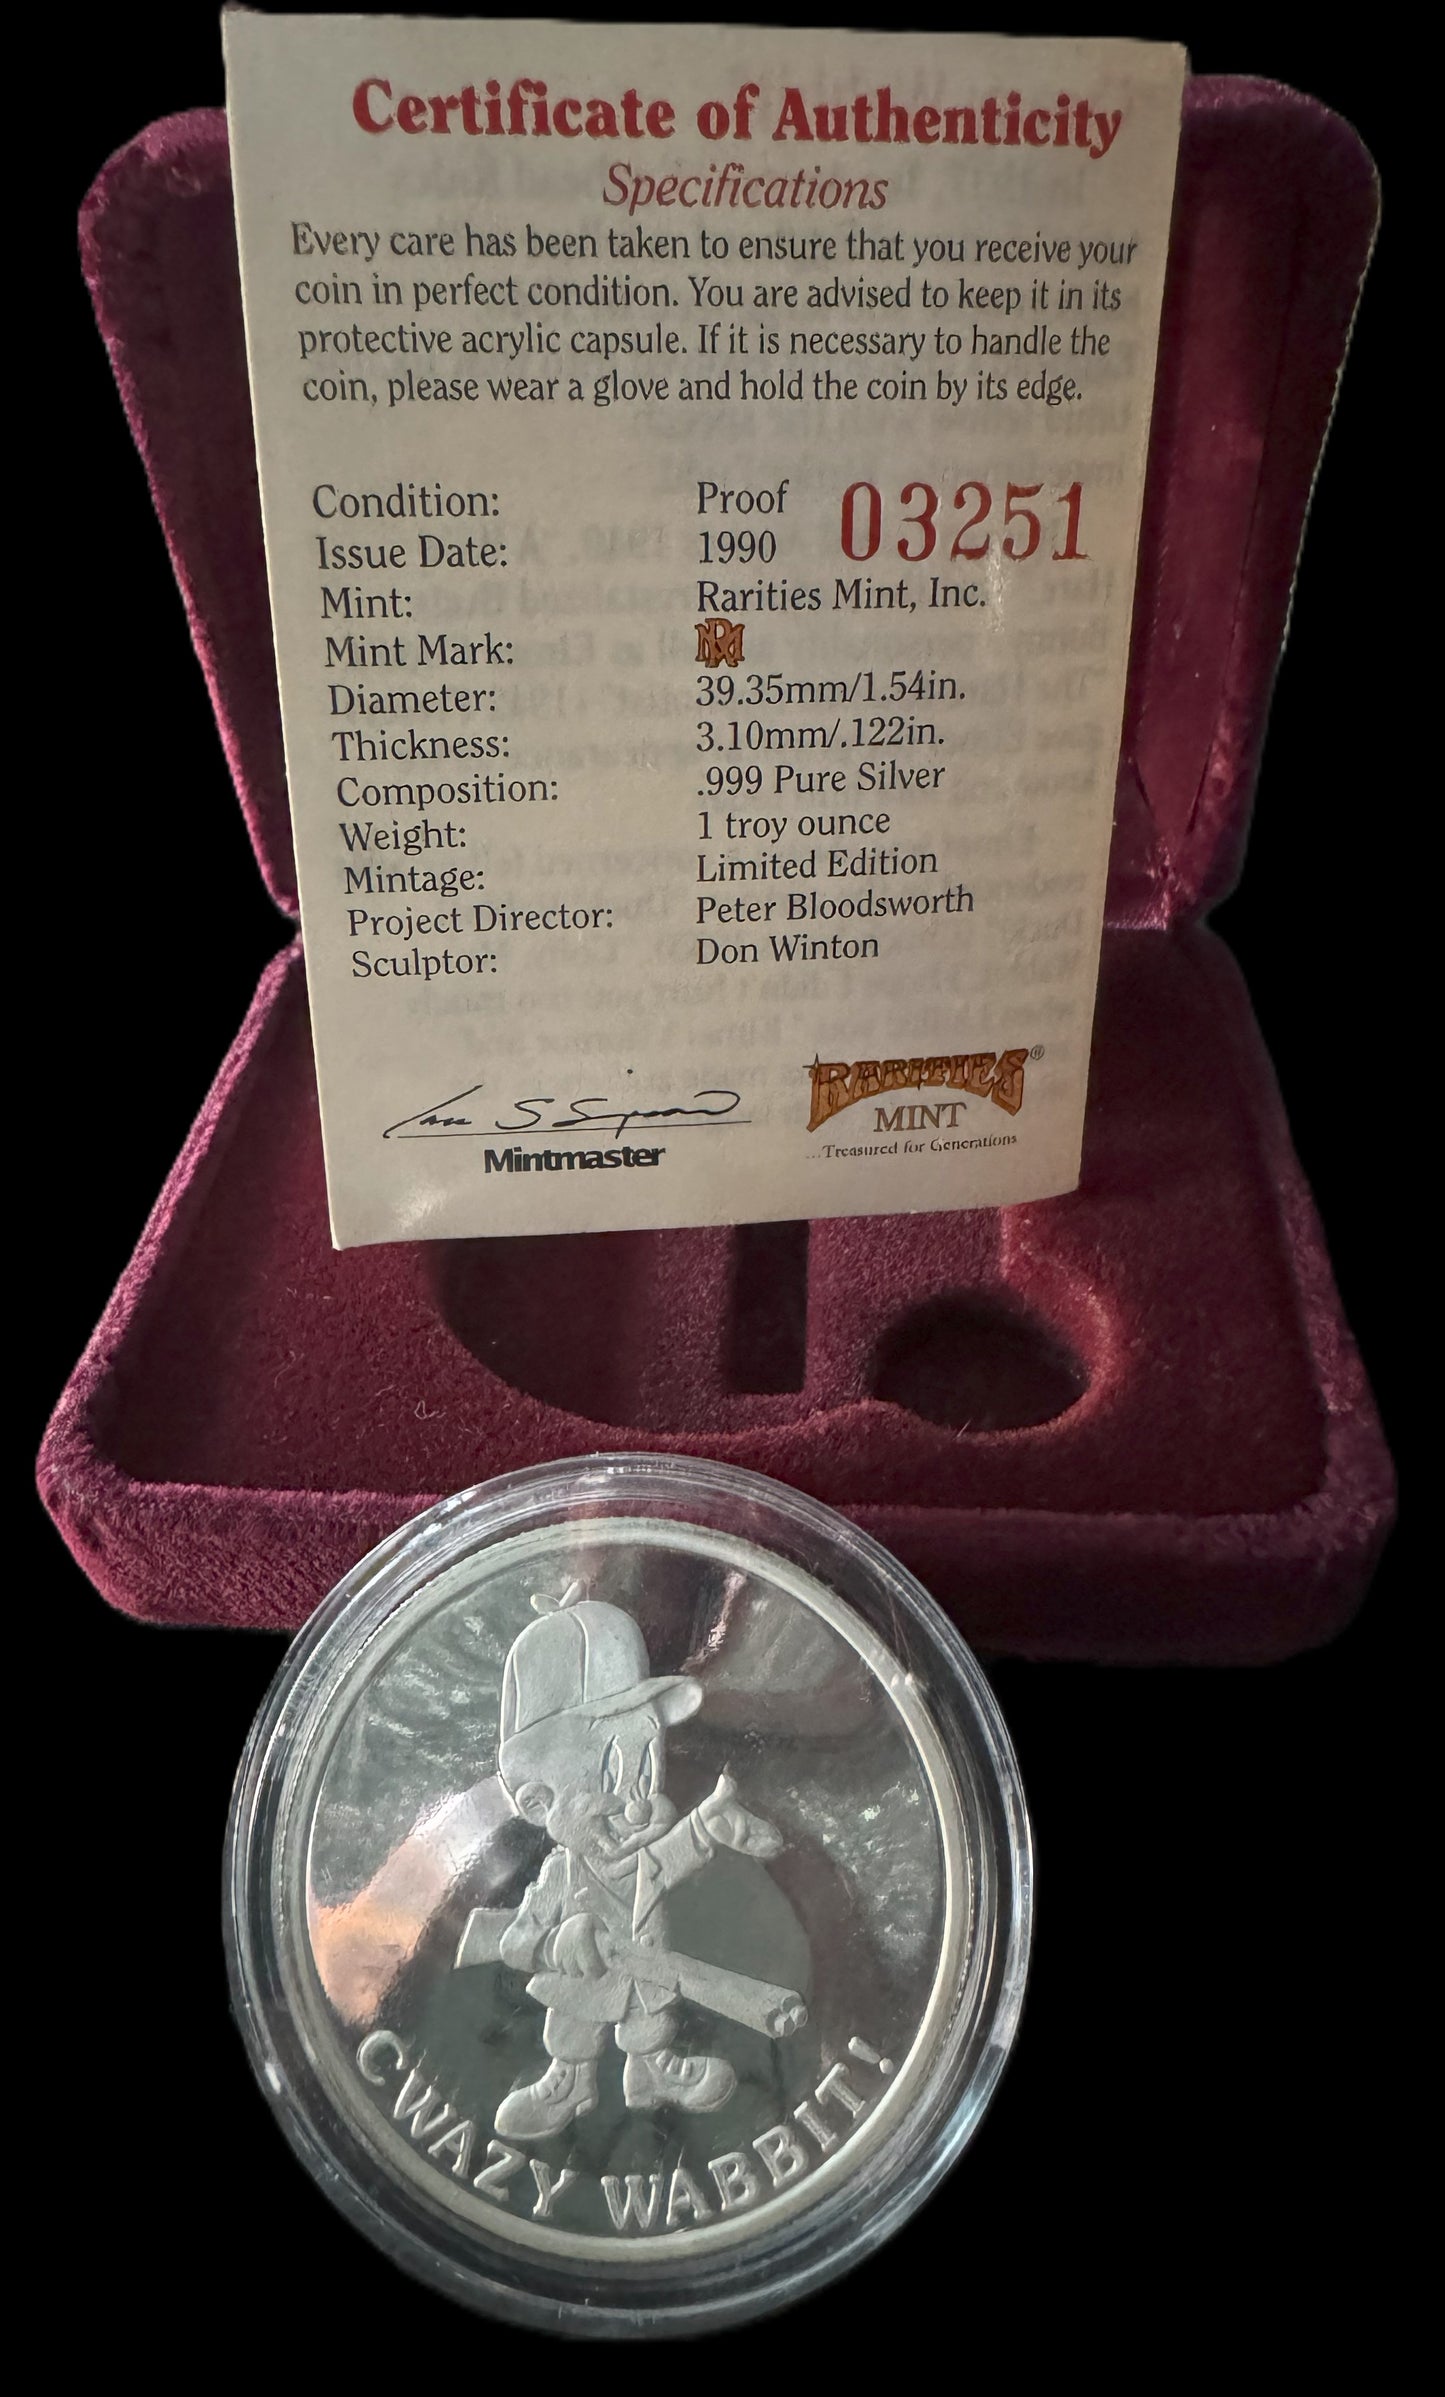 Certificate of Authenticity
Specifications
Every care has been taken to ensure that you receive your
coin in perfect condition. You are advised to keep it in its
protective acrylic capsule. If it is necessary to handle the
coin, please wear a glove and hold the coin by its edge.
Condition: Proof 03251
Issue Date: 1990
Mint: Rarities Mint, Inc.
Mint Mark: RM
Diameter: 39.35mm/1.54in.
Thickness: 3.10mm/.122in.
Composition: .999 Pure Silver
Weight: 1 troy ounce
Mintage: Limited Edition
Project Director: Peter Bloodsworth
Sculptor: Don Winton
Mintmaster
RARITIES®
MINT
...Treasured for Generations
CWAZY WABBIT!